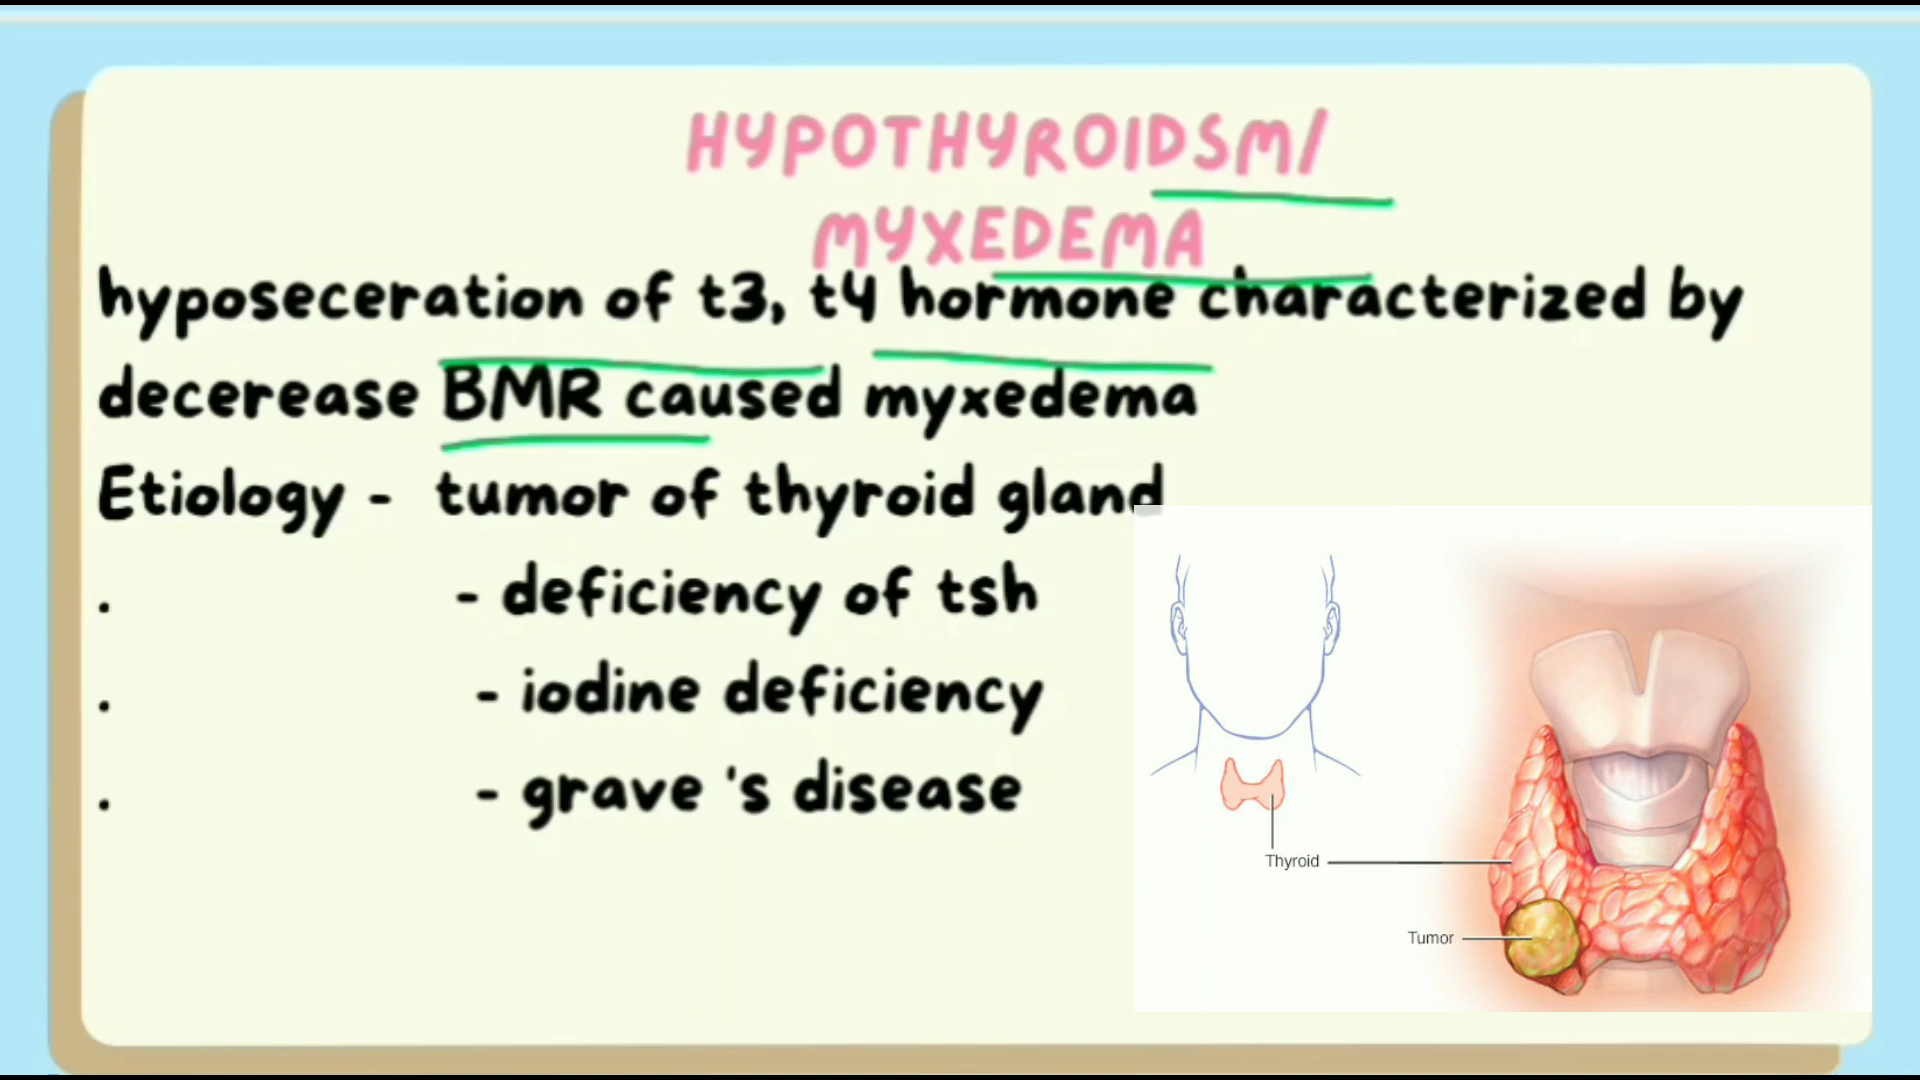 HYPOTHYROIDSM/
MYXEDEMA
hyposeceration of t3, t4 hormone characterized by
decerease BMR caused myxedema
Etiology - tumor of thyroid gland
. - deficiency of tsh
. - iodine deficiency
. - grave 's disease
Thyroid
Tumor